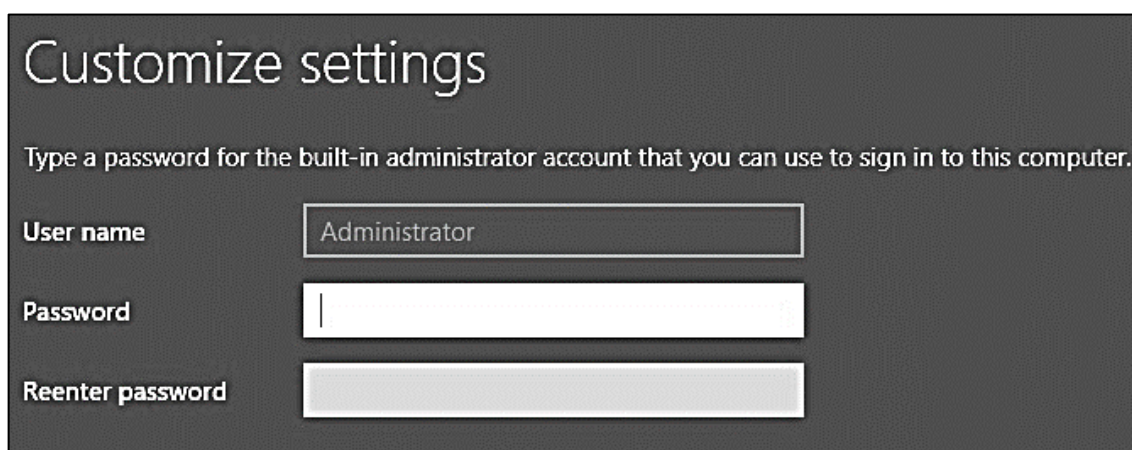 Customize settings
Type a password for the built-in administrator account that you can use to sign in to this computer.
User name
Administrator
Password
Reenter password